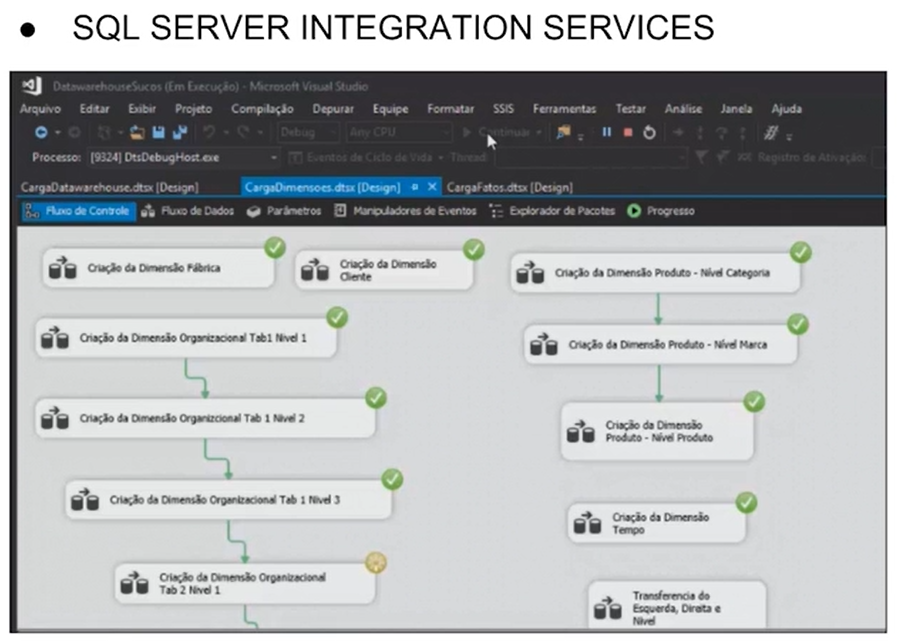 ● SQL SERVER INTEGRATION SERVICES
DatawarehouseSucos (Em Execução) - Microsoft Visual Studio
Arquivo Editar Exibir Projeto Compilação Depurar Equipe Formatar SSIS Ferramentas Testar Análise Janela Ajuda
Debug Any CPU Continuar
Processo: [9324] DtsDebugHost.exe Eventos de Ciclo de Vida Thread: Registro de Ativação:
CargaDatawarehouse.dtsx [Design] CargaDimensoes.dtsx [Design] CargaFatos.dtsx [Design]
Fluxo de Controle Fluxo de Dados Parâmetros Manipuladores de Eventos Explorador de Pacotes Progresso
Criação da Dimensão Fábrica
Criação da Dimensão
Cliente
Criação da Dimensão Produto - Nível Categoria
Criação da Dimensão Organizacional Tab1 Nivel 1
Criação da Dimensão Produto - Nível Marca
Criação da Dimensão Organizcional Tab 1 Nivel 2
Criação da Dimensão
Produto - Nível Produto
Criação da Dimensão Organizacional Tab 1 Nivel 3
Criação da Dimensão
Tempo
Criação da Dimensão Organizacional
Tab 2 Nivel 1
Transferencia do
Esquerda, Direita e
Nivel